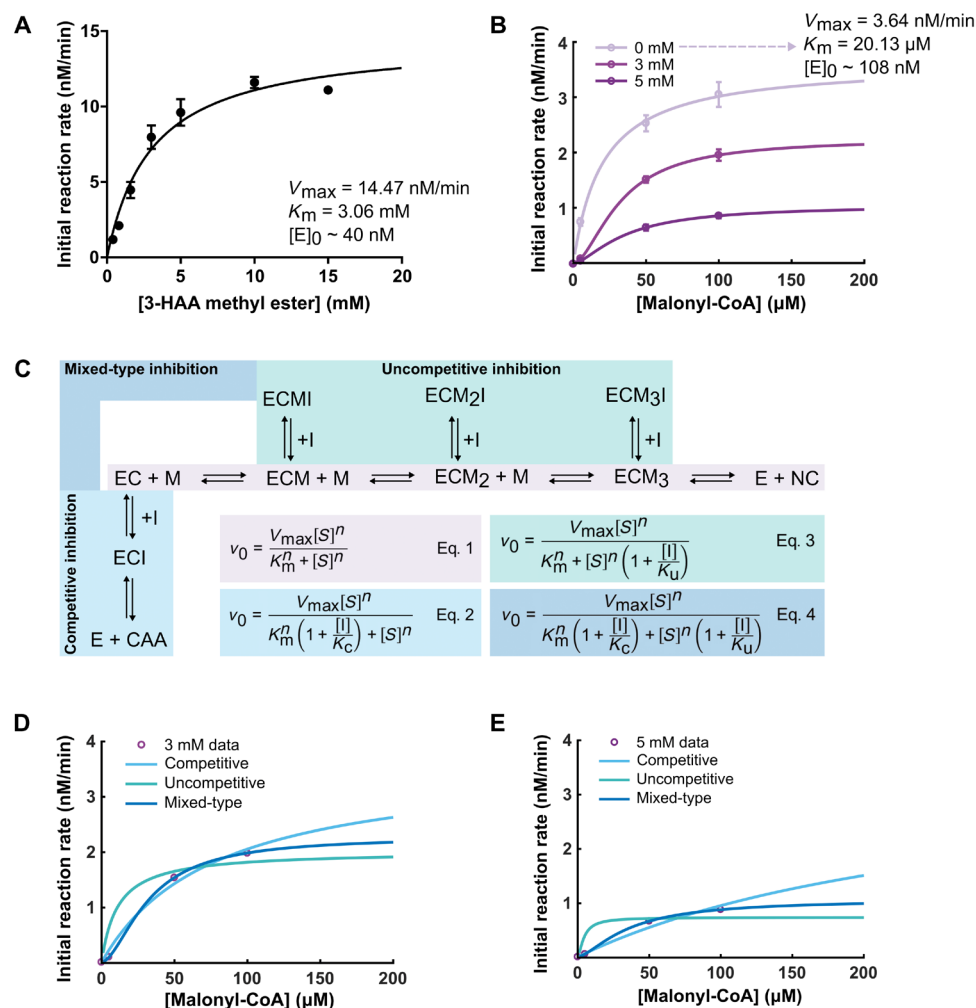 A
Initial reaction rate (nM/min)
15
10
5
0
0 5 10 15 20
[3-HAA methyl ester] (mM)
Vmax = 14.47 nM/min
Km = 3.06 mM
[E]0 ~ 40 nM
B
Initial reaction rate (nM/min)
4
3
2
1
0
0 50 100 150 200
[Malonyl-CoA] (µM)
0 mM
3 mM
5 mM
Vmax = 3.64 nM/min
Km = 20.13 µM
[E]0 ~ 108 nM
C
Mixed-type inhibition
Uncompetitive inhibition
ECMI ECM2I ECM3I
+I +I +I
EC + M ECM + M ECM2 + M ECM3 E + NC
Competitive inhibition
+I
ECI
E + CAA
v0 = Vmax[S]^n / (Km^n + [S]^n) Eq. 1
v0 = Vmax[S]^n / (Km^n + [S]^n (1 + [I]/Ku)) Eq. 3
v0 = Vmax[S]^n / (Km^n (1 + [I]/Kc) + [S]^n) Eq. 2
v0 = Vmax[S]^n / (Km^n (1 + [I]/Kc) + [S]^n (1 + [I]/Ku)) Eq. 4
D
Initial reaction rate (nM/min)
4
3
2
1
0 50 100 150 200
[Malonyl-CoA] (µM)
3 mM data
Competitive
Uncompetitive
Mixed-type
E
Initial reaction rate (nM/min)
4
3
2
1
0
0 50 100 150 200
[Malonyl-CoA] (µM)
5 mM data
Competitive
Uncompetitive
Mixed-type